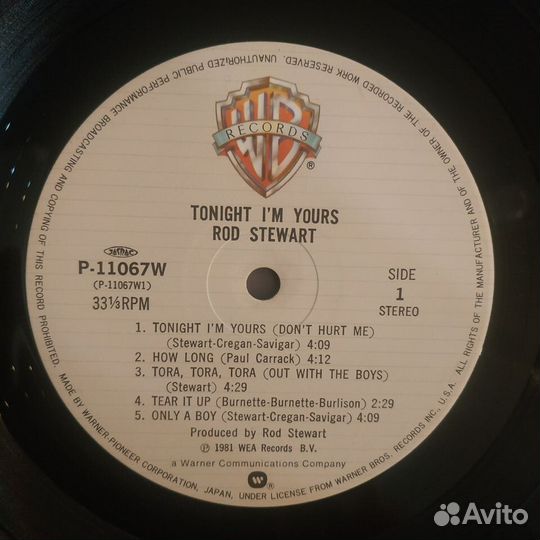 ALL RIGHTS OF THE MANUFACTURER AND OF THE OWNER OF THE RECORDED WORK RESERVED. UNAUTHORIZED PUBLIC PERFORMANCE BROADCASTING AND COPYING OF THIS RECORD PROHIBITED.
WB
RECORDS
®
TONIGHT I'M YOURS
ROD STEWART
JASRAC
P-11067W
(P-11067W1)
33⅓RPM
SIDE
1
STEREO
1. TONIGHT I'M YOURS (DON'T HURT ME)
(Stewart-Cregan-Savigar) 4:09
2. HOW LONG (Paul Carrack) 4:12
3. TORA, TORA, TORA (OUT WITH THE BOYS)
(Stewart) 4:29
4. TEAR IT UP (Burnette-Burnette-Burlison) 2:29
5. ONLY A BOY (Stewart-Cregan-Savigar) 4:09
Produced by Rod Stewart
℗ 1981 WEA Records B.V.
a Warner Communications Company
®
MADE BY WARNER-PIONEER CORPORATION, JAPAN, UNDER LICENSE FROM WARNER BROS. RECORDS INC., U.S.A.
Avito